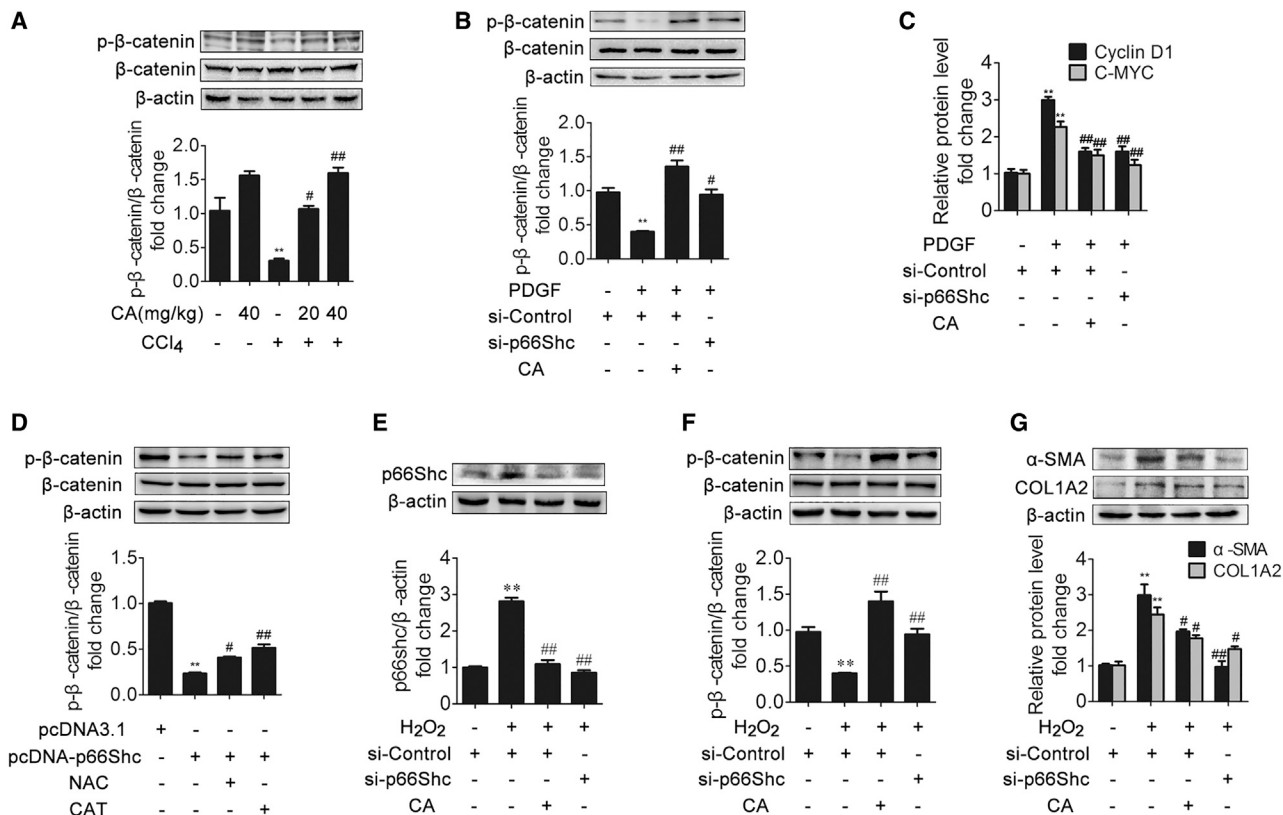 A
p-β-catenin
β-catenin
β-actin
p-β -catenin/β -catenin
fold change
2.0
1.5
1.0
0.5
0.0
**
#
##
CA(mg/kg) - 40 - 20 40
CCl₄ - - + + +
B
p-β-catenin
β-catenin
β-actin
p-β -catenin/β -catenin
fold change
2.0
1.5
1.0
0.5
0.0
**
##
#
PDGF - + + +
si-Control + + + -
si-p66Shc - - - +
CA - - + -
C
Cyclin D1
C-MYC
Relative protein level
fold change
4
3
2
1
0
**
**
## ##
## ##
PDGF - + + +
si-Control + + + -
si-p66Shc - - - +
CA - - + -
D
p-β-catenin
β-catenin
β-actin
p-β -catenin/β -catenin
fold change
1.5
1.0
0.5
0.0
**
#
##
pcDNA3.1 + - - -
pcDNA-p66Shc - + + +
NAC - - + -
CAT - - - +
E
p66Shc
β-actin
p66shc/β -actin
fold change
4
3
2
1
0
**
##
##
H₂O₂ - + + +
si-Control + + + -
si-p66Shc - - - +
CA - - + -
F
p-β-catenin
β-catenin
β-actin
p-β -catenin/β -catenin
fold change
2.0
1.5
1.0
0.5
0.0
**
##
##
H₂O₂ - + + +
si-Control + + + -
si-p66Shc - - - +
CA - - + -
G
α-SMA
COL1A2
β-actin
α -SMA
COL1A2
Relative protein level
fold change
4
3
2
1
0
**
**
# #
## #
H₂O₂ - + + +
si-Control + + + -
si-p66Shc - - - +
CA - - + -